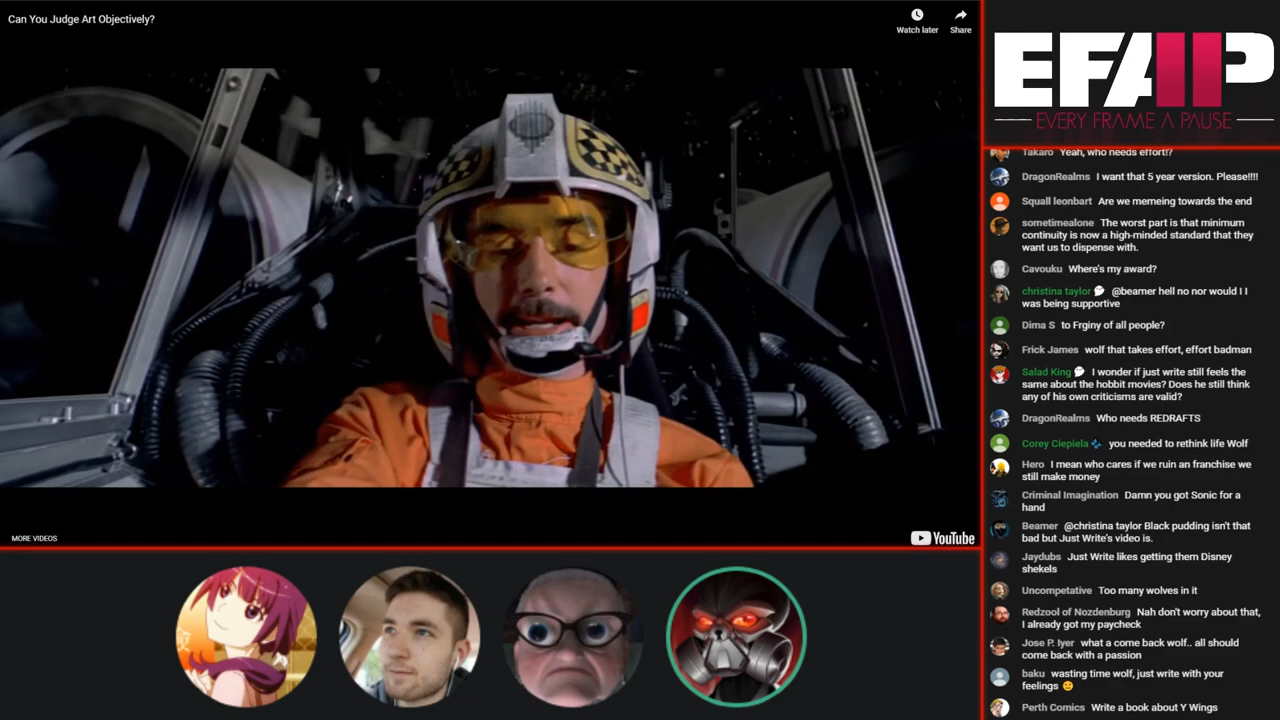 Can You Judge Art Objectively?
Watch later
Share
MORE VIDEOS
YouTube
EFAP
EVERY FRAME A PAUSE
Takaro Yeah, who needs effort!?
DragonRealms I want that 5 year version. Please!!!!
Squall leonbart Are we memeing towards the end
sometimealone The worst part is that minimum
continuity is now a high-minded standard that they
want us to dispense with.
Cavouku Where's my award?
christina taylor @beamer hell no nor would I I
was being supportive
Dima S to Frginy of all people?
Frick James wolf that takes effort, effort badman
Salad King I wonder if just write still feels the
same about the hobbit movies? Does he still think
any of his own criticisms are valid?
DragonRealms Who needs REDRAFTS
Corey Ciepiela you needed to rethink life Wolf
Hero I mean who cares if we ruin an franchise we
still make money
Criminal Imagination Damn you got Sonic for a
hand
Beamer @christina taylor Black pudding isn't that
bad but Just Write's video is.
Jaydubs Just Write likes getting them Disney
shekels
Uncompetative Too many wolves in it
Redzool of Nozdenburg Nah don't worry about that,
I already got my paycheck
Jose P. Iyer what a come back wolf.. all should
come back with a passion
baku wasting time wolf, just write with your
feelings 😊
Perth Comics Write a book about Y Wings